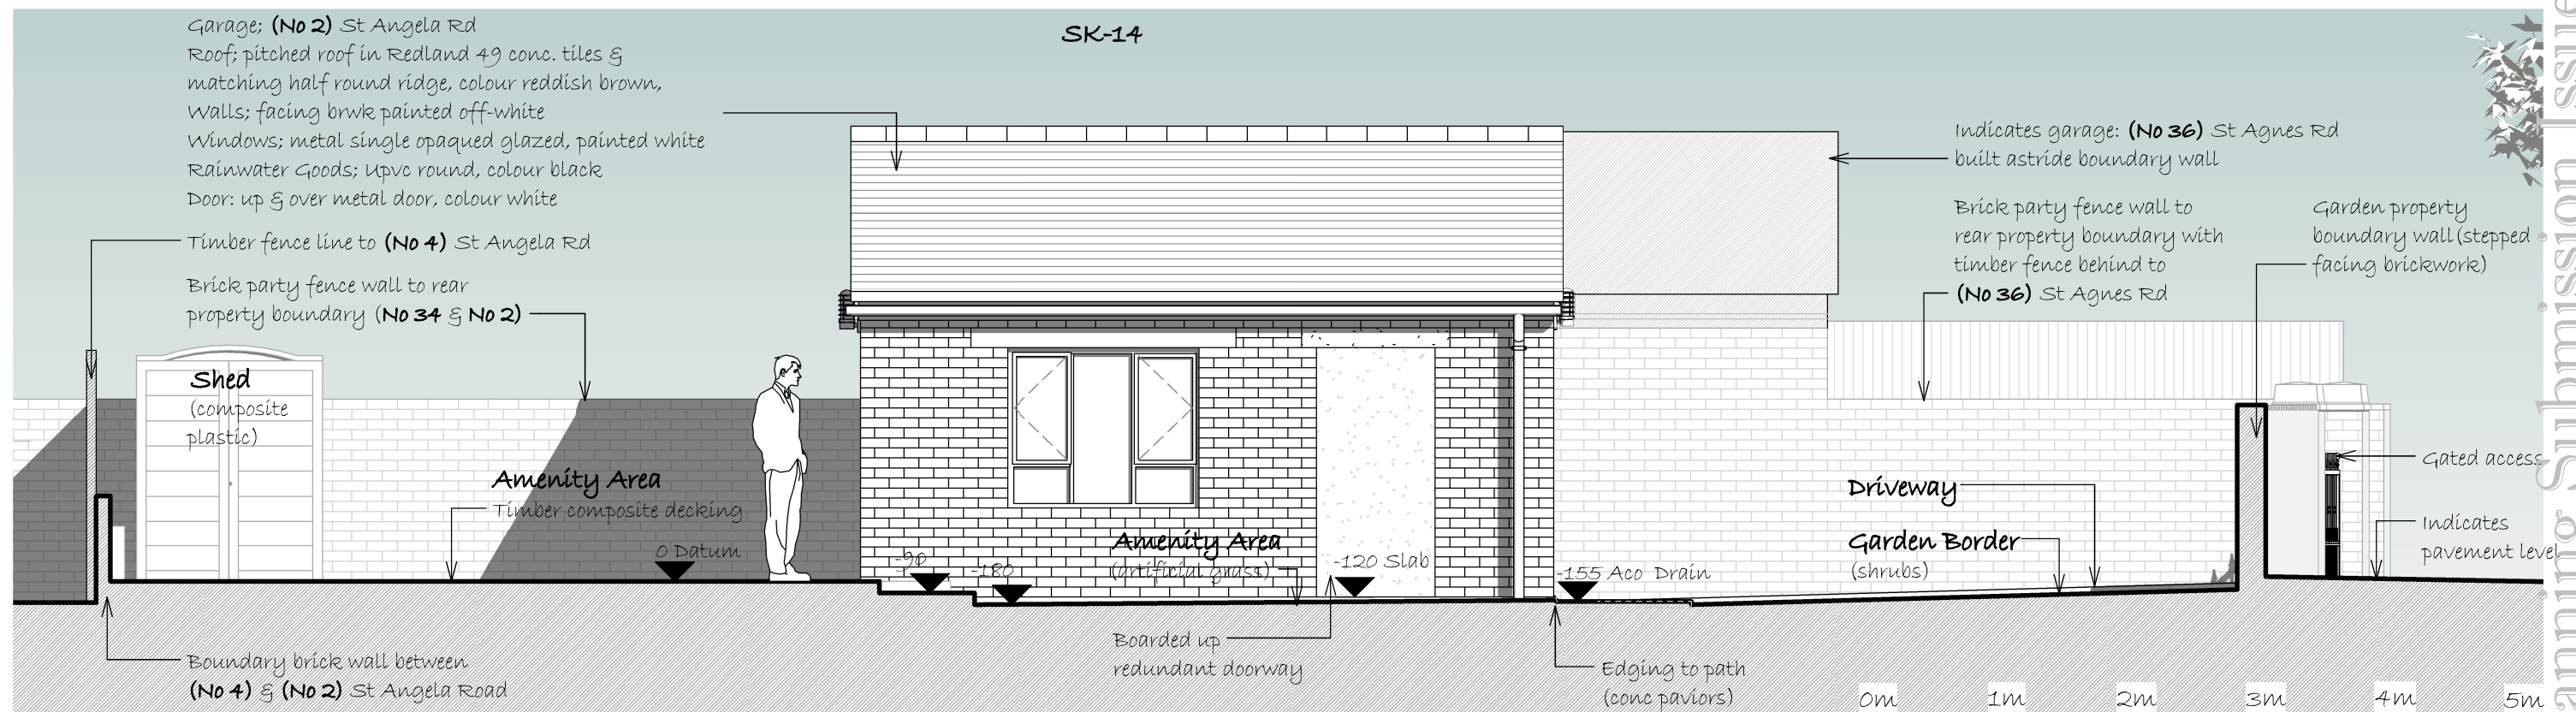 Garage; (No 2) St Angela Rd
Roof; pitched roof in Redland 49 conc. tiles &
matching half round ridge, colour reddish brown,
Walls; facing brwk painted off-white
Windows; metal single opaqued glazed, painted white
Rainwater Goods; Upvc round, colour black
Door: up & over metal door, colour white
Timber fence line to (No 4) St Angela Rd
Brick party fence wall to rear
property boundary (No 34 & No 2)
SK-14
Indicates garage: (No 36) St Agnes Rd
built astride boundary wall
Brick party fence wall to
rear property boundary with
timber fence behind to
(No 36) St Agnes Rd
Garden property
boundary wall (stepped
facing brickwork)
Shed
(composite
plastic)
Amenity Area
Timber composite decking
0 Datum
-90
-180
Amenity Area
(artificial grass)
-120 Slab
-155 Aco Drain
Driveway
Garden Border
(shrubs)
Gated access
Indicates
pavement level
Boundary brick wall between
(No 4) & (No 2) St Angela Road
Boarded up
redundant doorway
Edging to path
(conc paviors)
0m 1m 2m 3m 4m 5m
anning Submission Issue